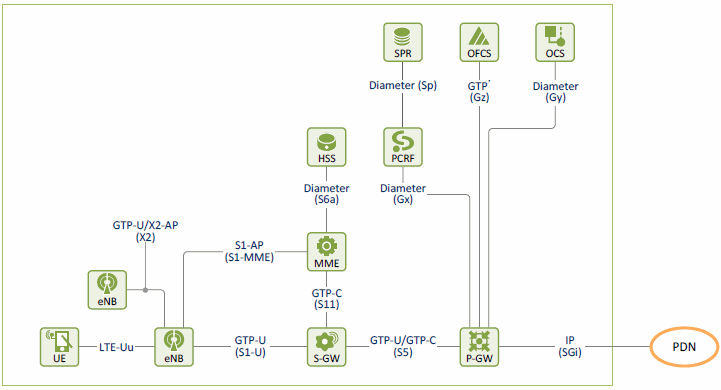 SPR
OFCS
OCS
Diameter (Sp)
GTP'
(Gz)
Diameter
(Gy)
HSS
PCRF
Diameter
(S6a)
Diameter
(Gx)
GTP-U/X2-AP
(X2)
S1-AP
(S1-MME)
MME
eNB
GTP-C
(S11)
UE
LTE-Uu
eNB
GTP-U
(S1-U)
S-GW
GTP-U/GTP-C
(S5)
P-GW
IP
(SGi)
PDN